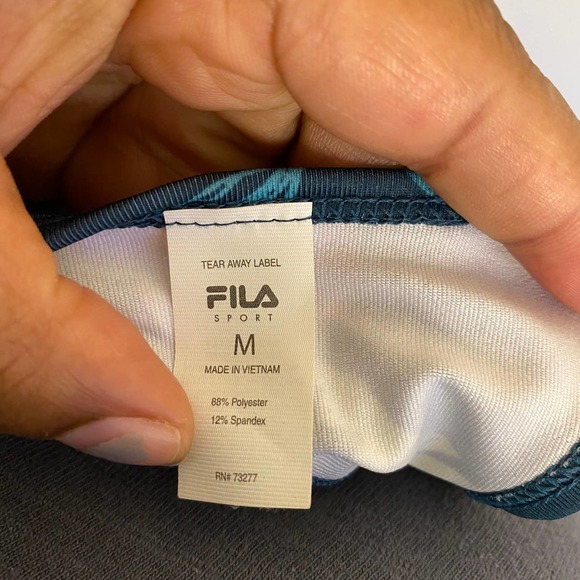 TEAR AWAY LABEL
FILA
SPORT
M
MADE IN VIETNAM
88% Polyester
12% Spandex
RN# 73277